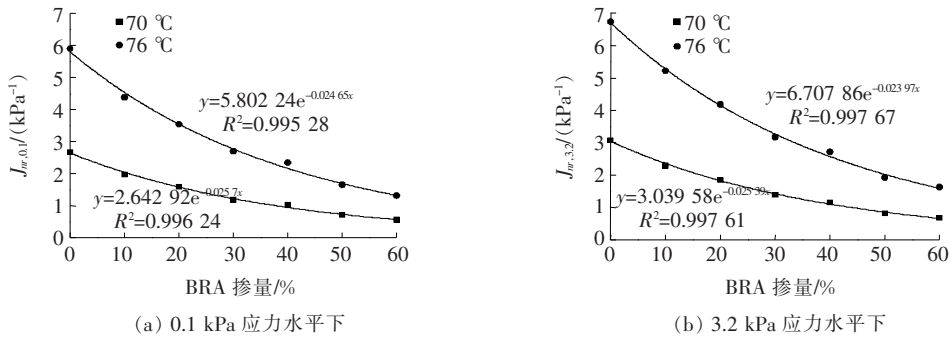 7
6
5
4
3
2
1
0
J_{nr,0.1}/(kPa⁻¹)
■ 70 ℃
● 76 ℃
y=5.802 24e^{-0.024 65x}
R²=0.995 28
y=2.642 92e^{-0.025 7x}
R²=0.996 24
0 10 20 30 40 50 60
BRA 掺量/%
(a) 0.1 kPa 应力水平下
7
6
5
4
3
2
1
0
J_{nr,3.2}/(kPa⁻¹)
■ 70 ℃
● 76 ℃
y=6.707 86e^{-0.023 97x}
R²=0.997 67
y=3.039 58e^{-0.025 39x}
R²=0.997 61
0 10 20 30 40 50 60
BRA 掺量/%
(b) 3.2 kPa 应力水平下